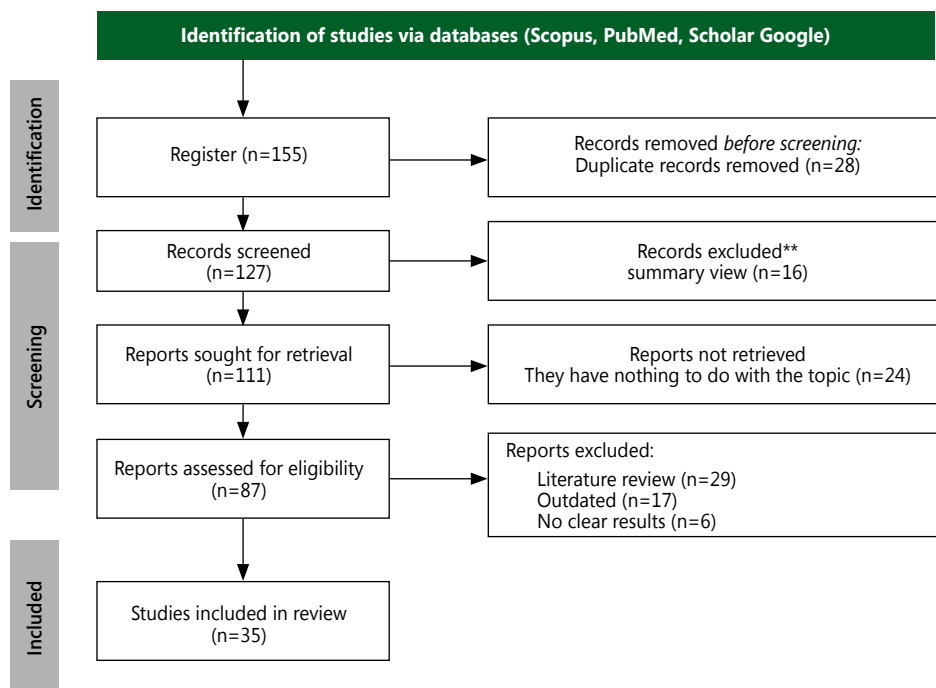 Identification of studies via databases (Scopus, PubMed, Scholar Google)
Identification
Register (n=155)
Records removed before screening:
Duplicate records removed (n=28)
Screening
Records screened
(n=127)
Records excluded**
summary view (n=16)
Reports sought for retrieval
(n=111)
Reports not retrieved
They have nothing to do with the topic (n=24)
Reports assessed for eligibility
(n=87)
Reports excluded:
Literature review (n=29)
Outdated (n=17)
No clear results (n=6)
Included
Studies included in review
(n=35)